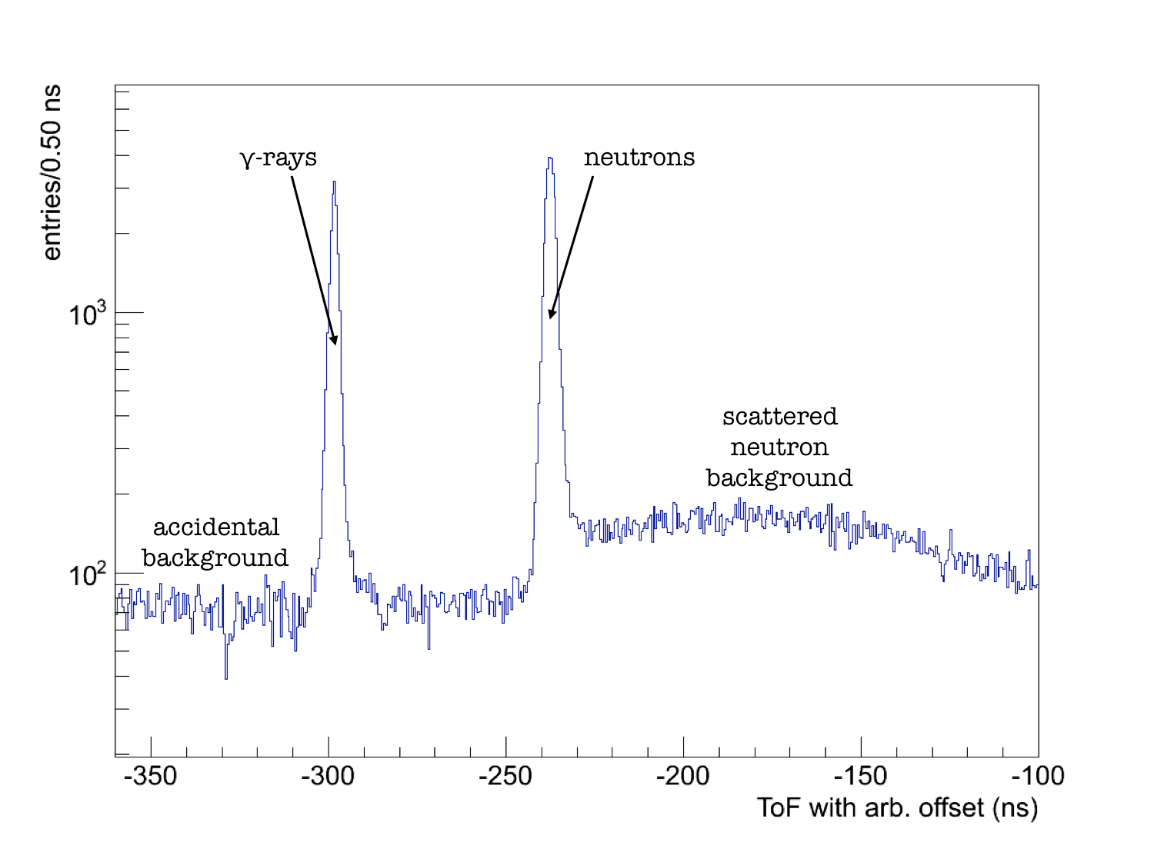 entries/0.50 ns
γ-rays
neutrons
10³
scattered
neutron
background
accidental
background
10²
-350
-300
-250
-200
-150
-100
ToF with arb. offset (ns)